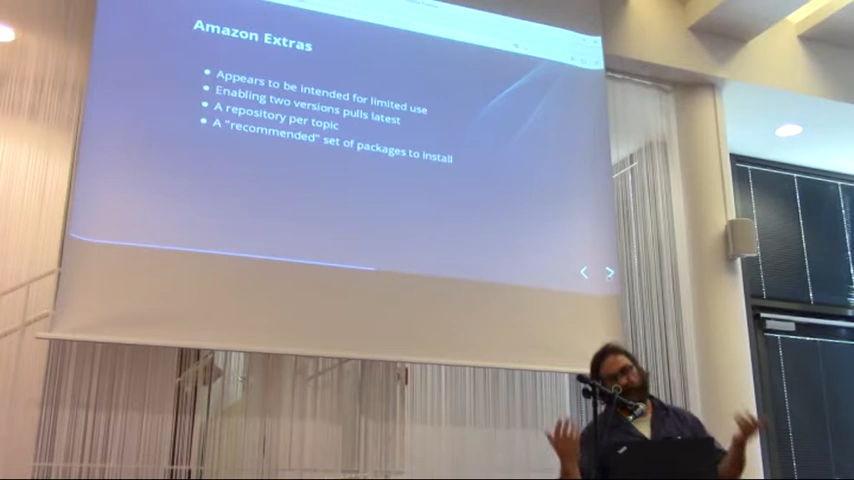 Amazon Extras
Appears to be intended for limited use
Enabling two versions pulls latest
A repository per topic
A "recommended" set of packages to install